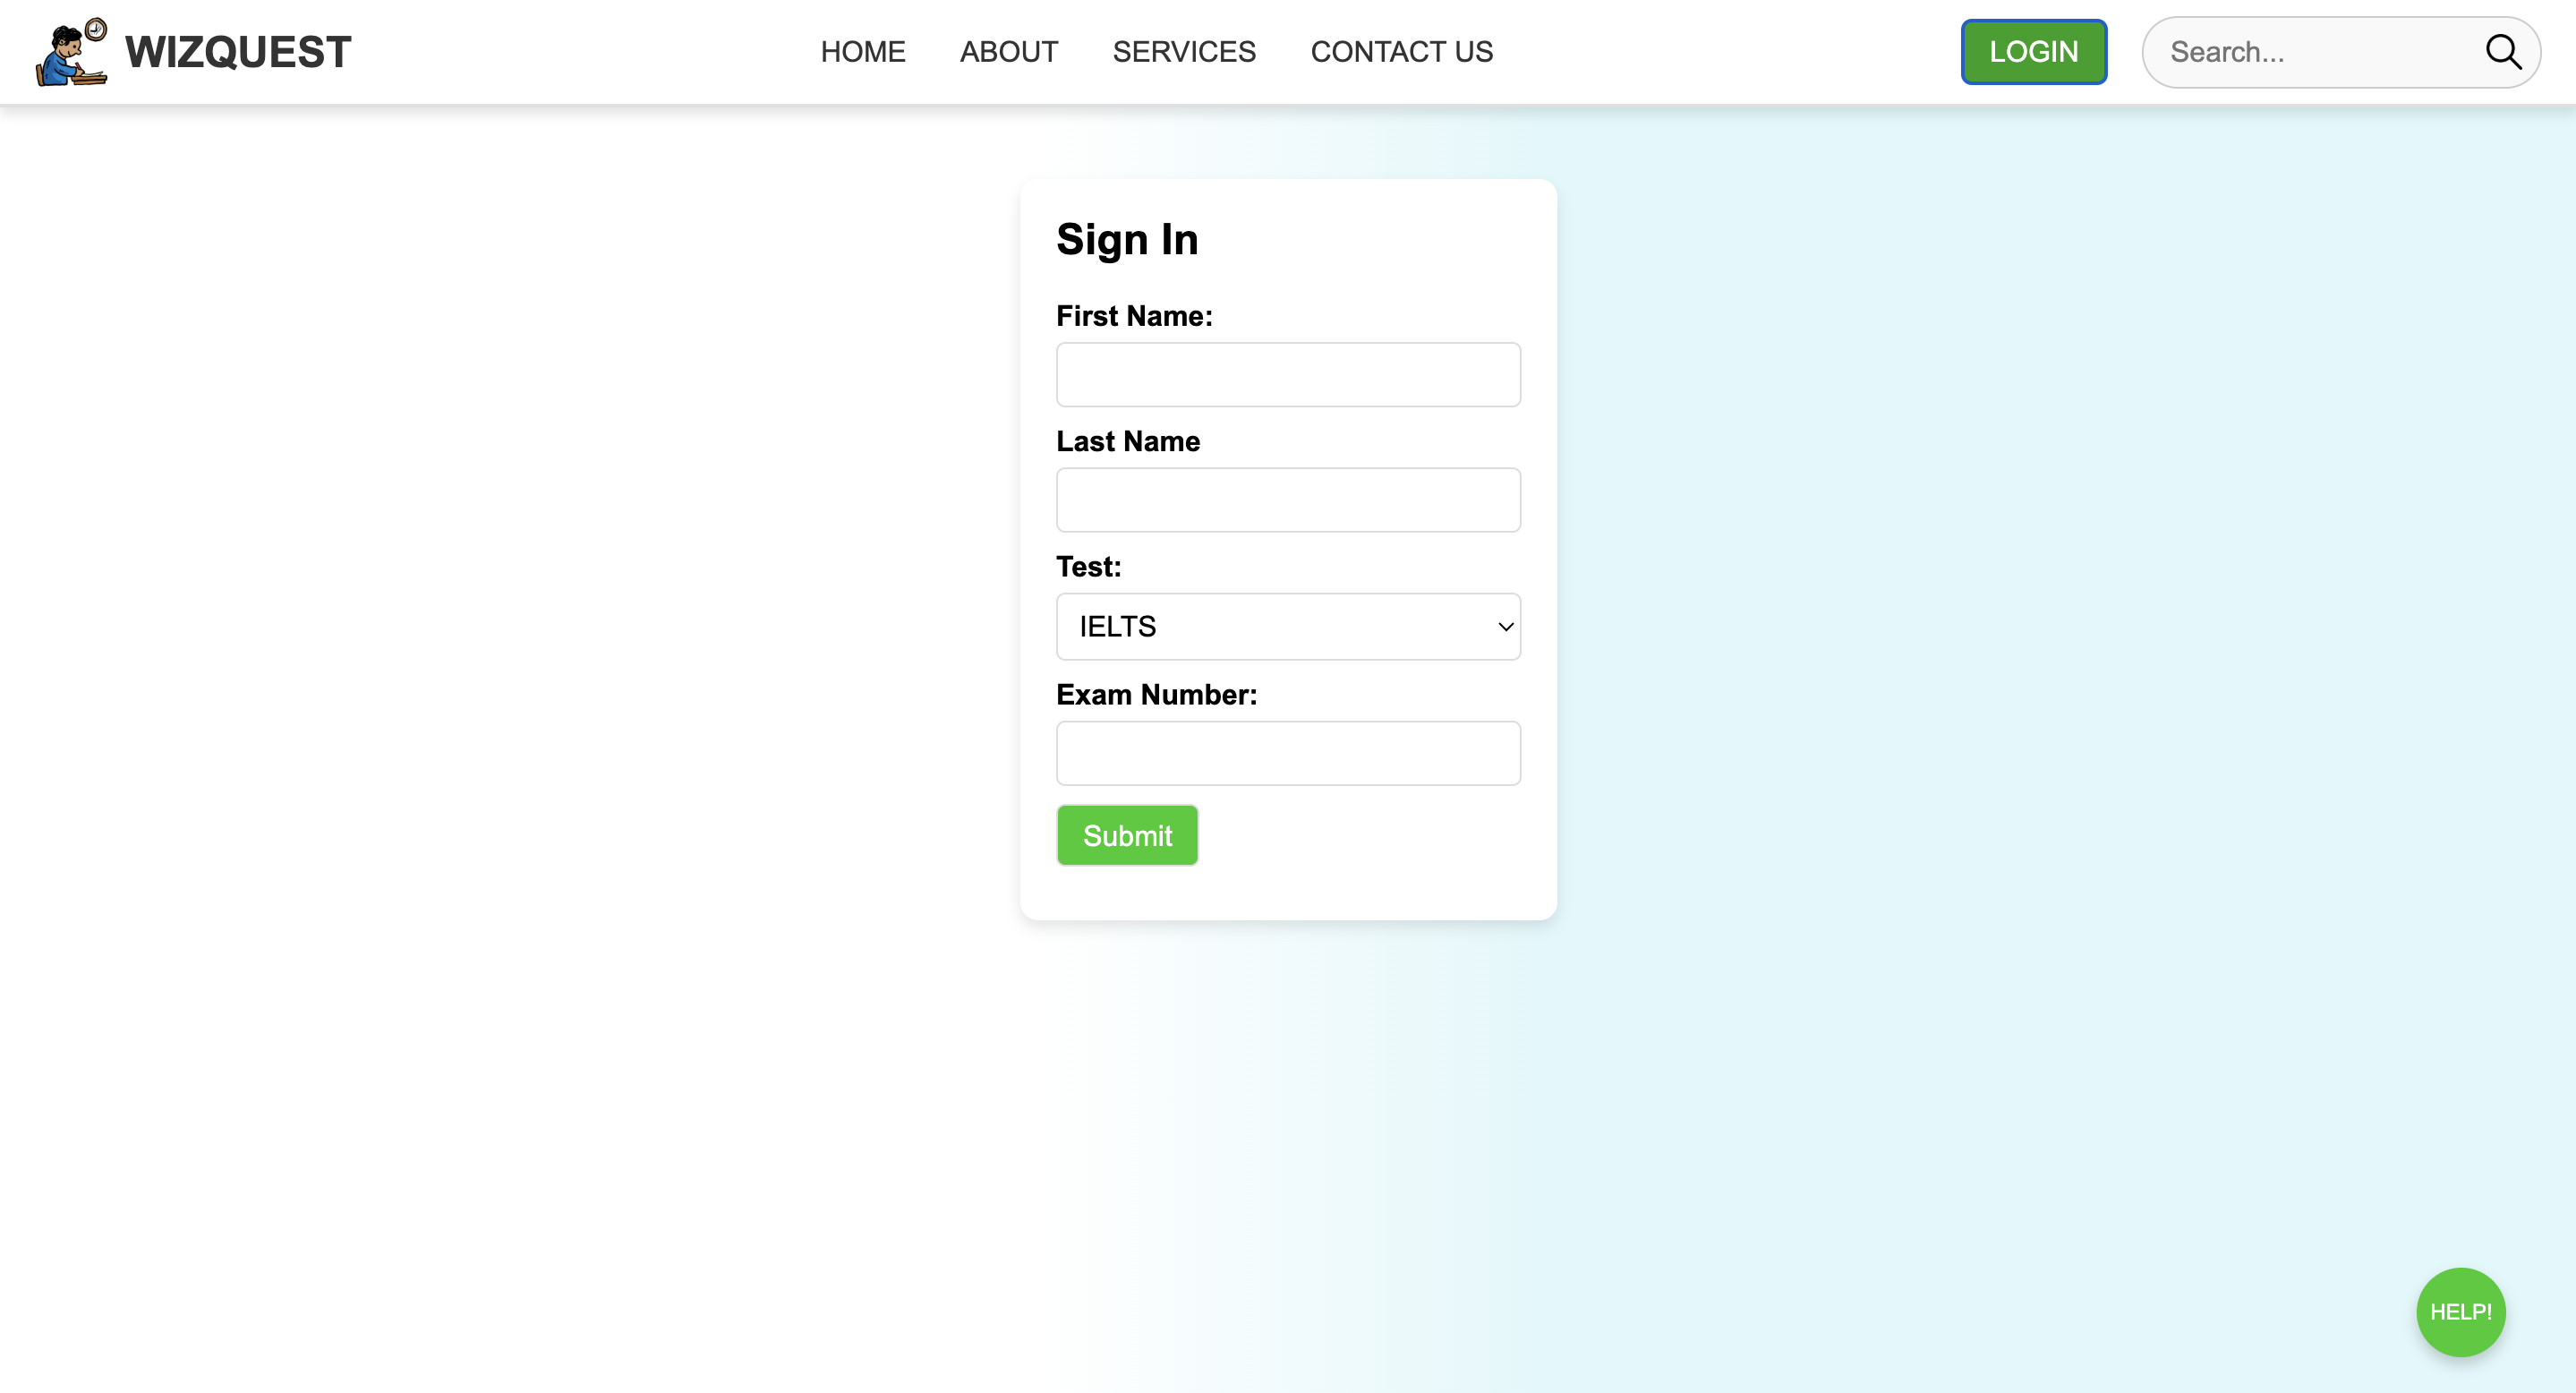 WIZQUEST
HOME ABOUT SERVICES CONTACT US
LOGIN
Search...
Sign In
First Name:
Last Name
Test:
IELTS
Exam Number:
Submit
HELP!